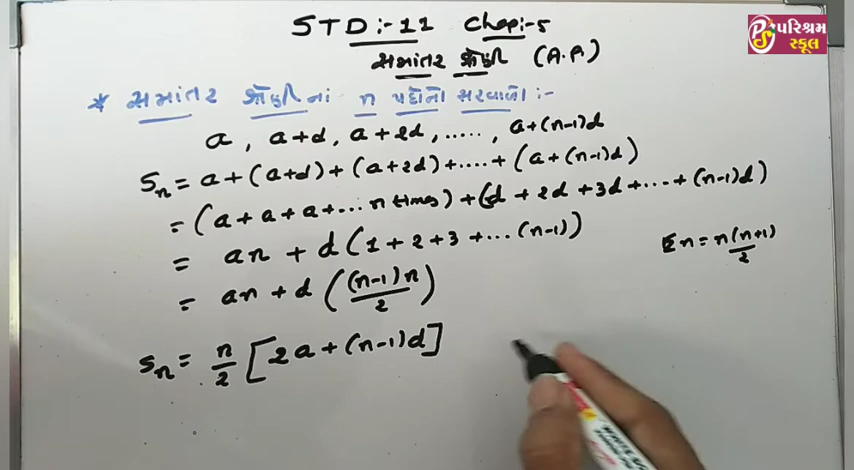 STD:-11 Chap:-5
પરિશ્રમ
સ્કૂલ
સમાંતર શ્રેણી (A.P)
* સમાંતર શ્રેણીનાં n પદોનો સરવાળો :-
a, a+d, a+2d, ....., a+(n-1)d
Sn = a+(a+d)+(a+2d)+....+(a+(n-1)d)
= (a+a+a+... n times) + (d+2d+3d+...+(n-1)d)
= an + d(1+2+3+...(n-1))
Σn = n(n+1)/2
= an + d((n-1)n/2)
Sn = n/2 [2a+(n-1)d]